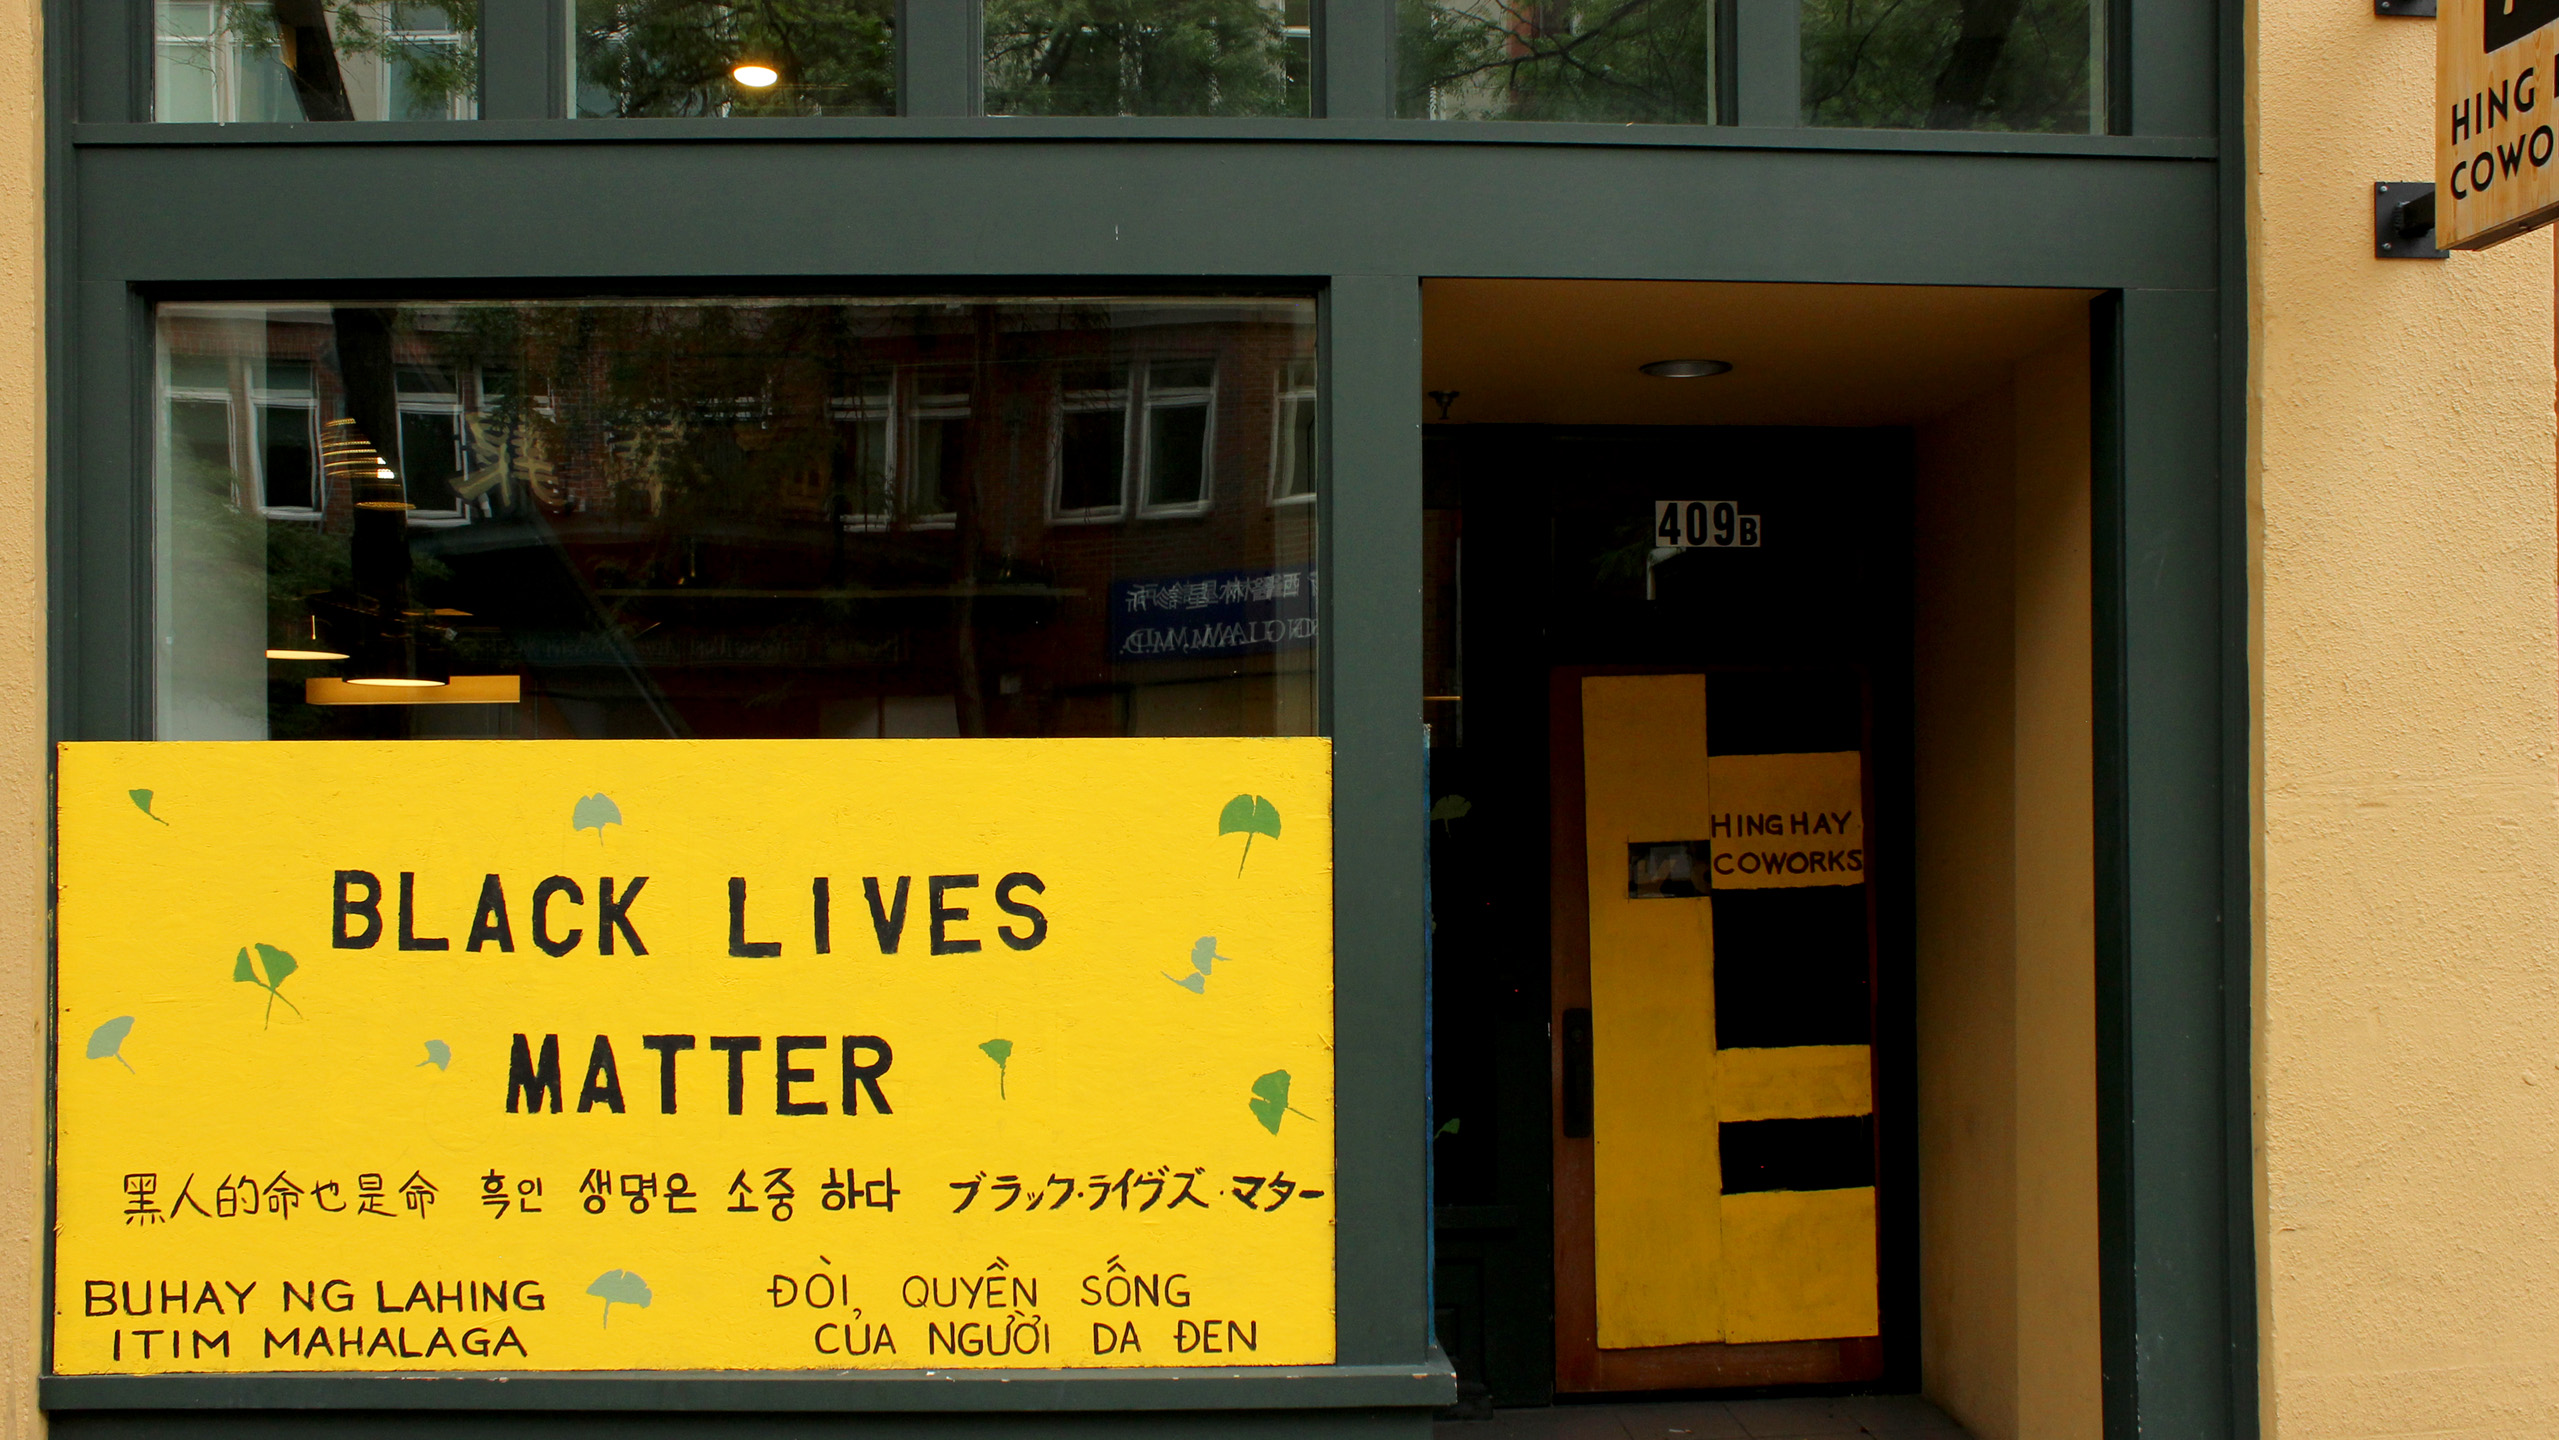 HING
COWO
409B
HING HAY
COWORKS
BLACK LIVES
MATTER
黑人的命也是命 흑인 생명은 소중 하다 ブラック・ライヴズ・マター
BUHAY NG LAHING
ITIM MAHALAGA
ĐÒI QUYỀN SỐNG
CỦA NGƯỜI DA ĐEN